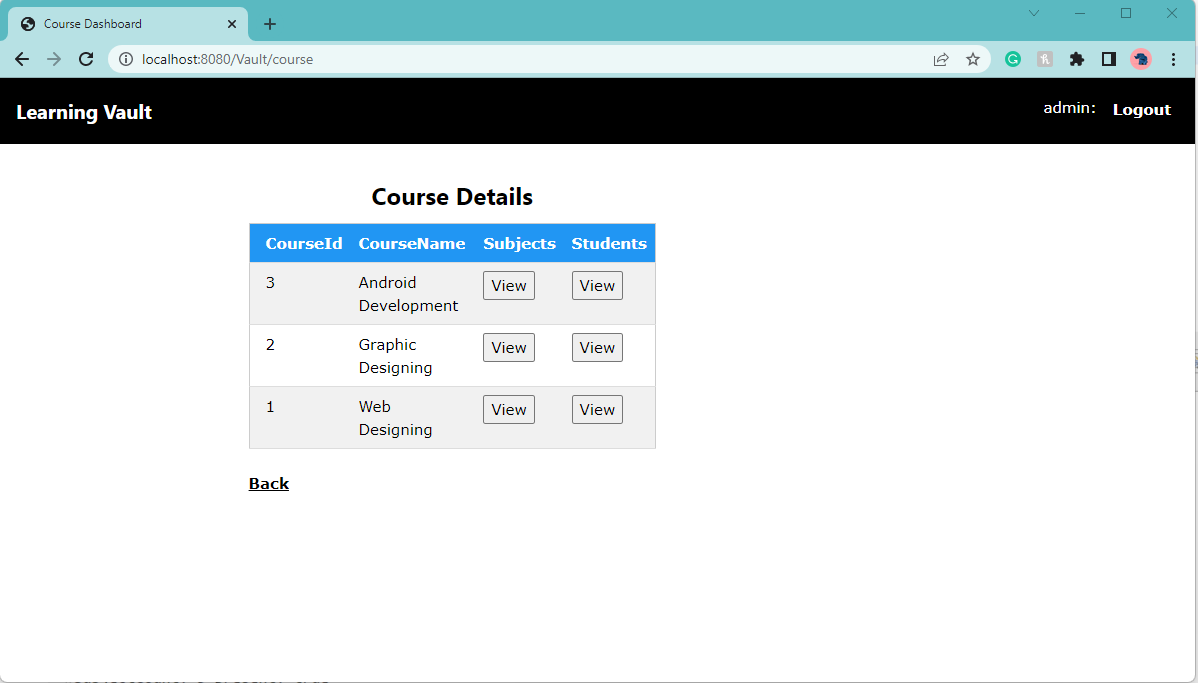 Course Dashboard
localhost:8080/Vault/course
Learning Vault
admin: Logout
Course Details
CourseId CourseName Subjects Students
3 Android View View
Development
2 Graphic View View
Designing
1 Web View View
Designing
Back